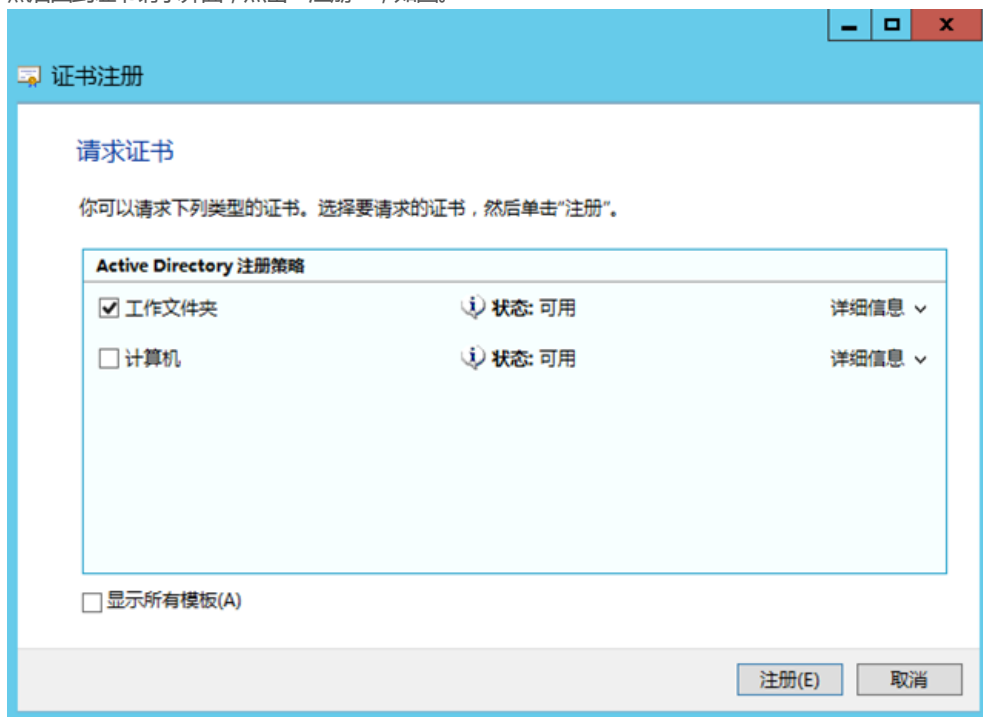 证书注册
请求证书
你可以请求下列类型的证书。选择要请求的证书，然后单击"注册"。
Active Directory 注册策略
工作文件夹 状态: 可用 详细信息
计算机 状态: 可用 详细信息
显示所有模板(A)
注册(E) 取消